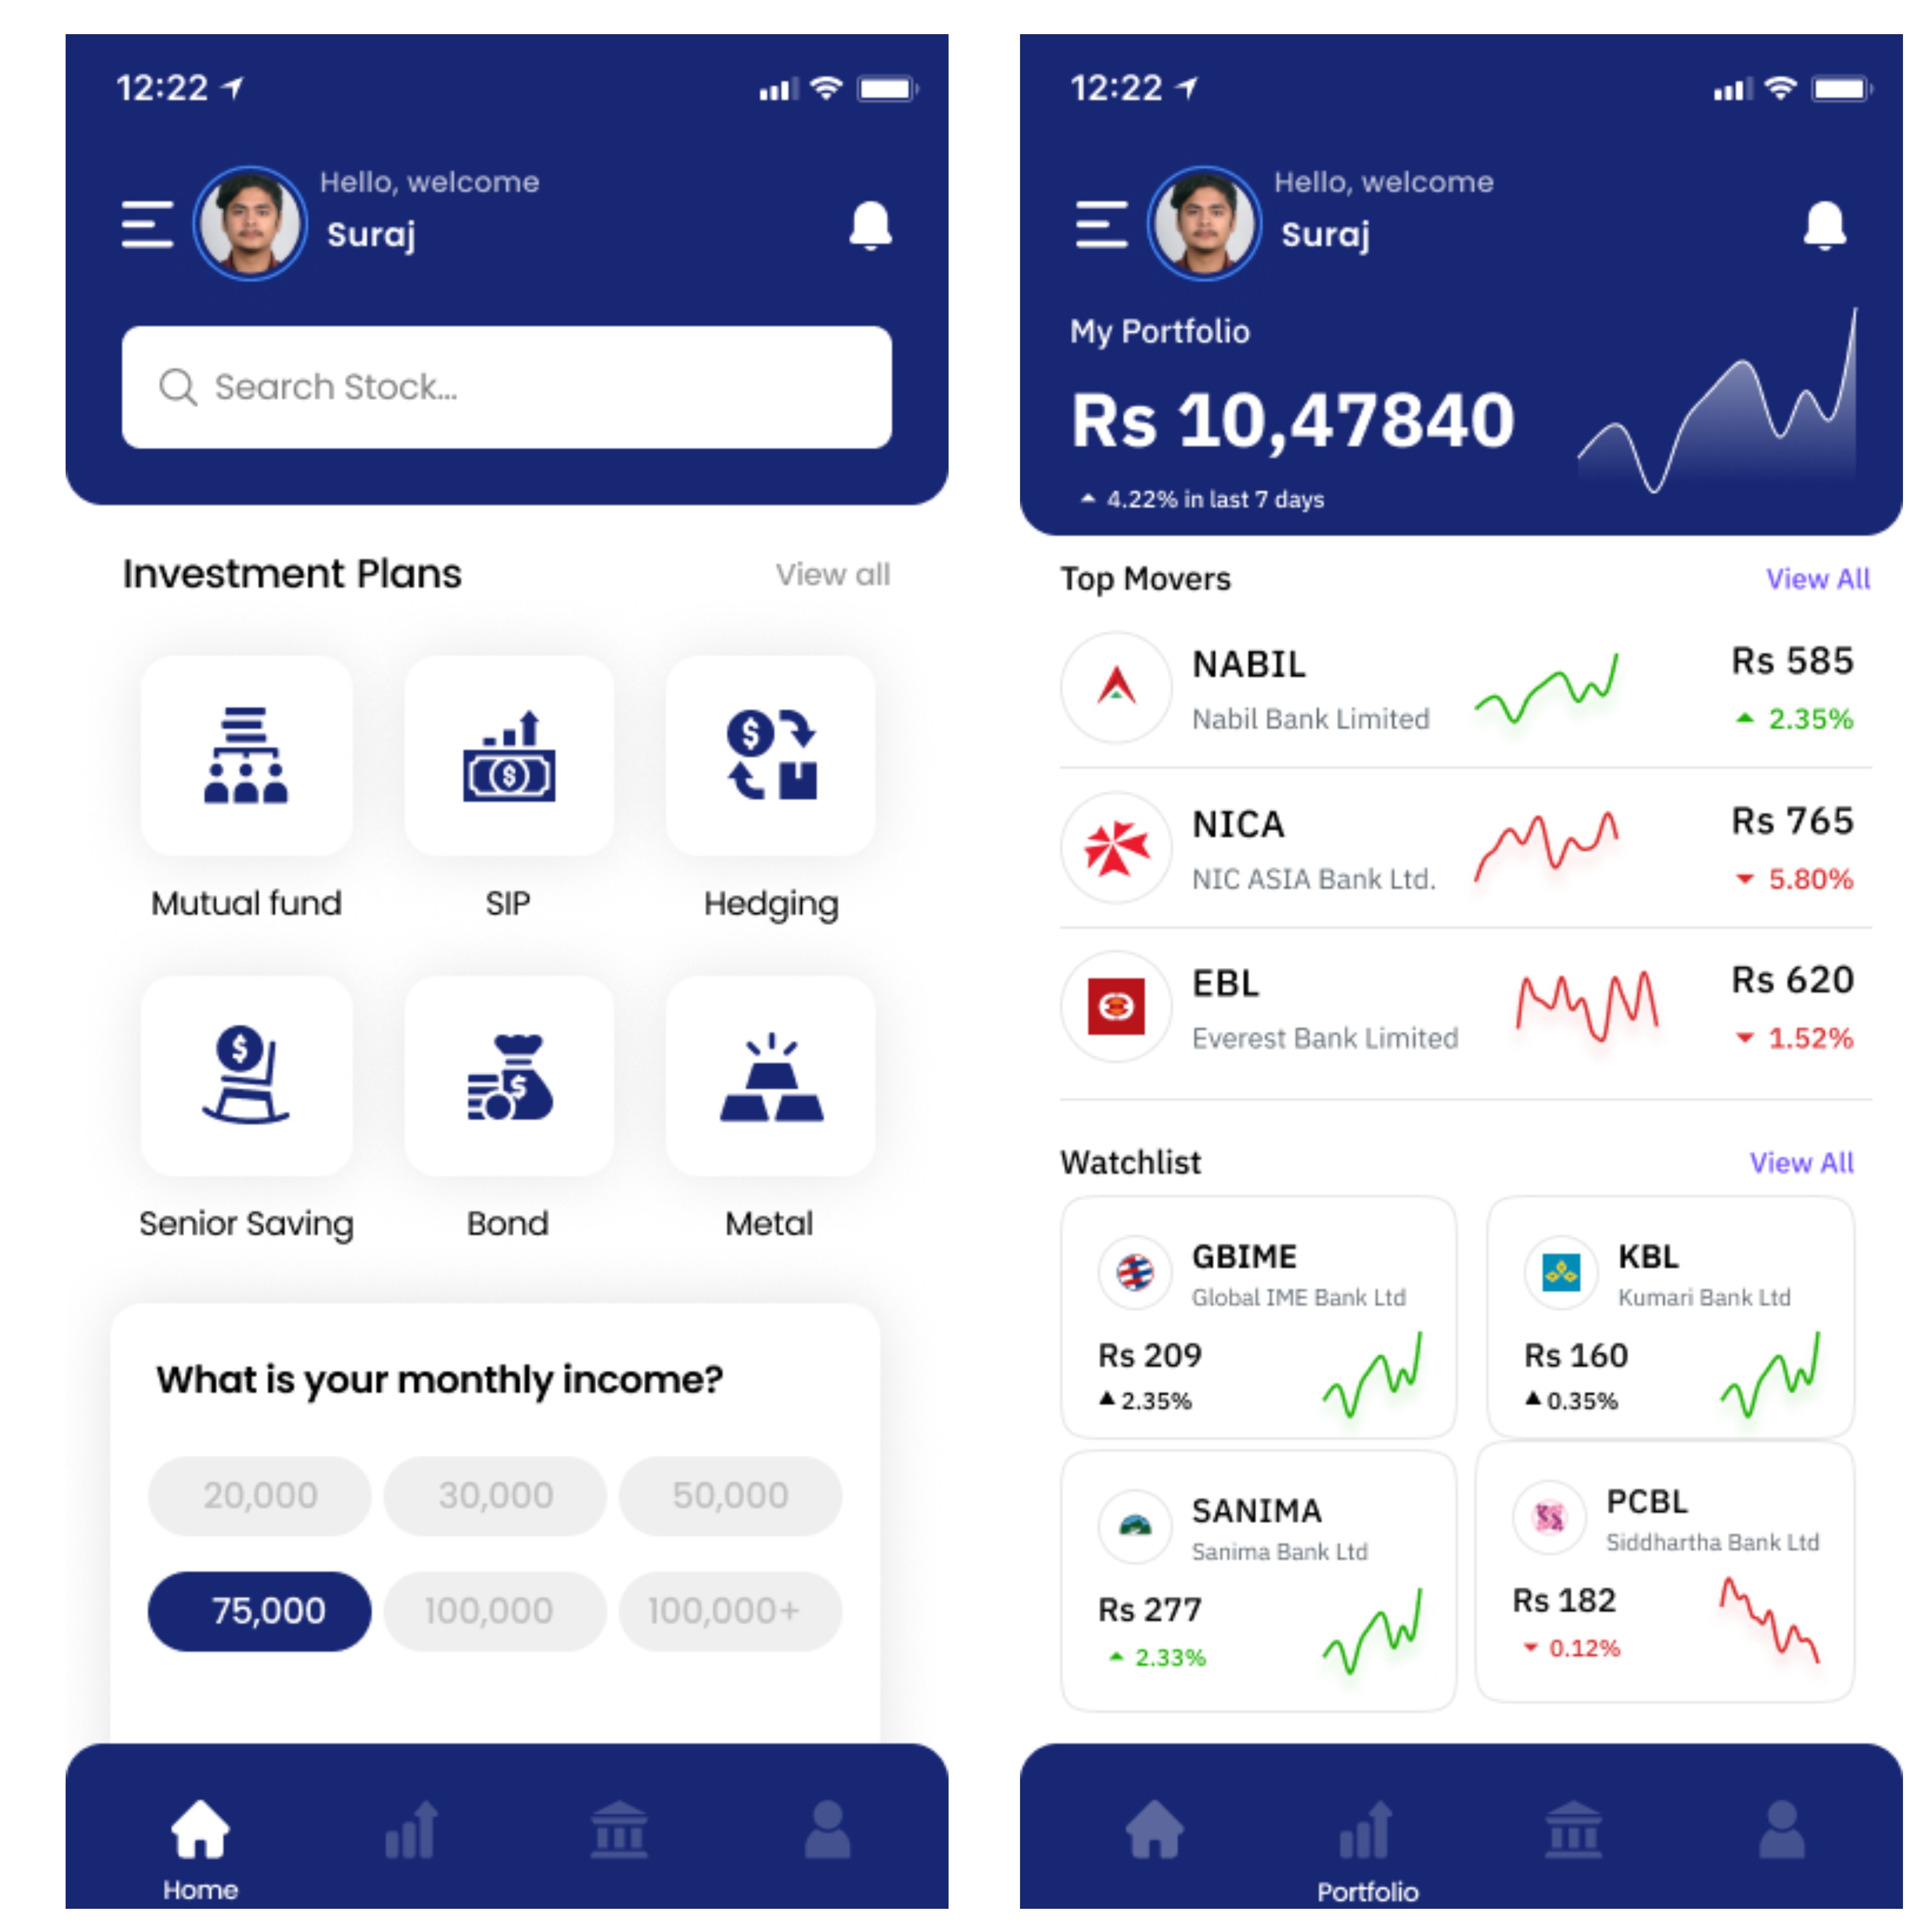 12:22
Hello, welcome
Suraj
Search Stock...
Investment Plans View all
Mutual fund SIP Hedging
Senior Saving Bond Metal
What is your monthly income?
20,000 30,000 50,000
75,000 100,000 100,000+
Home
12:22
Hello, welcome
Suraj
My Portfolio
Rs 10,47840
4.22% in last 7 days
Top Movers View All
NABIL Rs 585
Nabil Bank Limited 2.35%
NICA Rs 765
NIC ASIA Bank Ltd. 5.80%
EBL Rs 620
Everest Bank Limited 1.52%
Watchlist View All
GBIME
Global IME Bank Ltd
Rs 209
2.35%
KBL
Kumari Bank Ltd
Rs 160
0.35%
SANIMA
Sanima Bank Ltd
Rs 277
2.33%
PCBL
Siddhartha Bank Ltd
Rs 182
0.12%
Portfolio